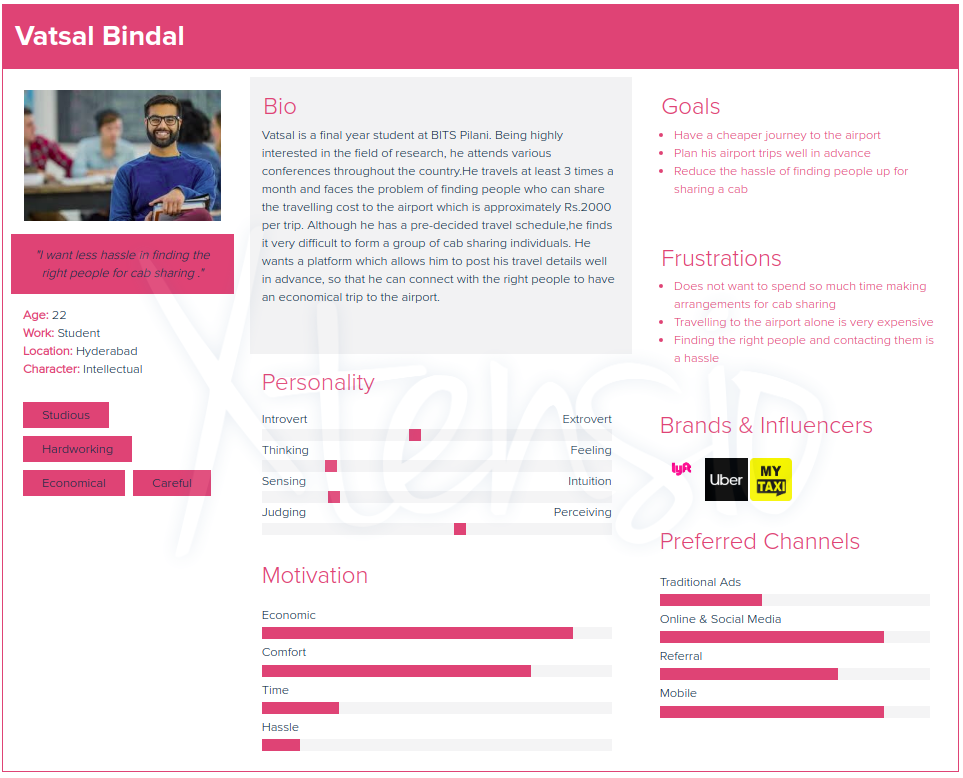 Vatsal Bindal
"I want less hassle in finding the
right people for cab sharing ."
Age: 22
Work: Student
Location: Hyderabad
Character: Intellectual
Studious
Hardworking
Economical Careful
Bio
Vatsal is a final year student at BITS Pilani. Being highly
interested in the field of research, he attends various
conferences throughout the country.He travels at least 3 times a
month and faces the problem of finding people who can share
the travelling cost to the airport which is approximately Rs.2000
per trip. Although he has a pre-decided travel schedule,he finds
it very difficult to form a group of cab sharing individuals. He
wants a platform which allows him to post his travel details well
in advance, so that he can connect with the right people to have
an economical trip to the airport.
Personality
Introvert Extrovert
Thinking Feeling
Sensing Intuition
Judging Perceiving
Motivation
Economic
Comfort
Time
Hassle
Goals
Have a cheaper journey to the airport
Plan his airport trips well in advance
Reduce the hassle of finding people up for
sharing a cab
Frustrations
Does not want to spend so much time making
arrangements for cab sharing
Travelling to the airport alone is very expensive
Finding the right people and contacting them is
a hassle
Brands & Influencers
lyft
Uber
MY
TAXI
Preferred Channels
Traditional Ads
Online & Social Media
Referral
Mobile
Xtensio